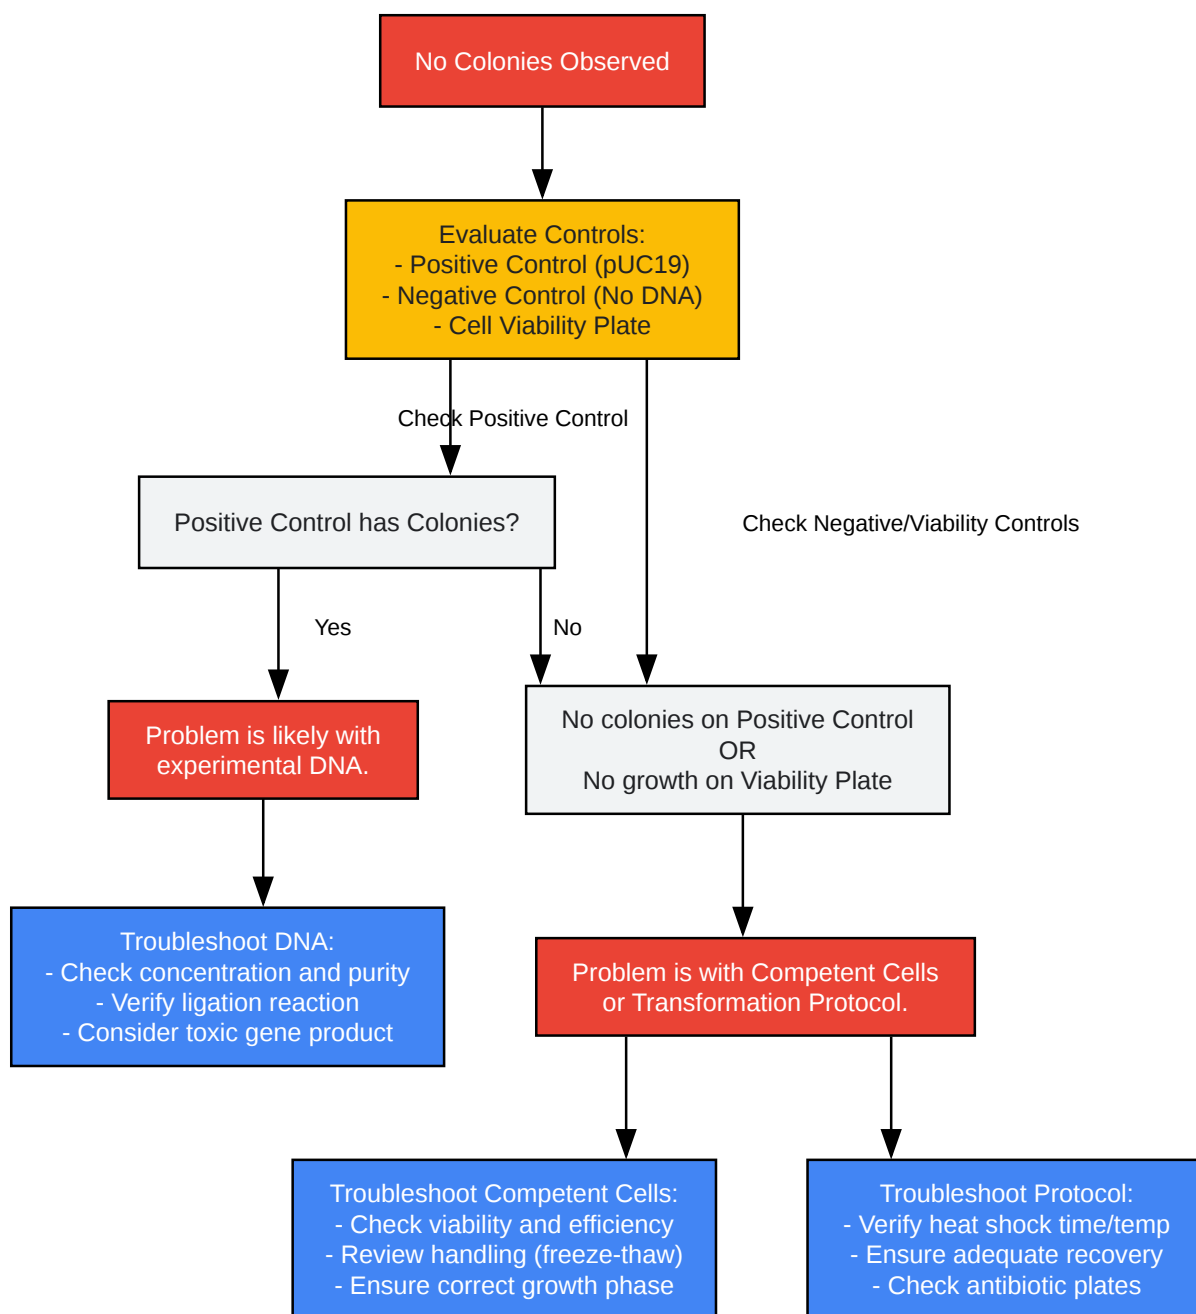 No Colonies Observed
Evaluate Controls:
- Positive Control (pUC19)
- Negative Control (No DNA)
- Cell Viability Plate
Check Positive Control
Positive Control has Colonies?
Check Negative/Viability Controls
Yes
No
Problem is likely with
experimental DNA.
No colonies on Positive Control
OR
No growth on Viability Plate
Troubleshoot DNA:
- Check concentration and purity
- Verify ligation reaction
- Consider toxic gene product
Problem is with Competent Cells
or Transformation Protocol.
Troubleshoot Competent Cells:
- Check viability and efficiency
- Review handling (freeze-thaw)
- Ensure correct growth phase
Troubleshoot Protocol:
- Verify heat shock time/temp
- Ensure adequate recovery
- Check antibiotic plates